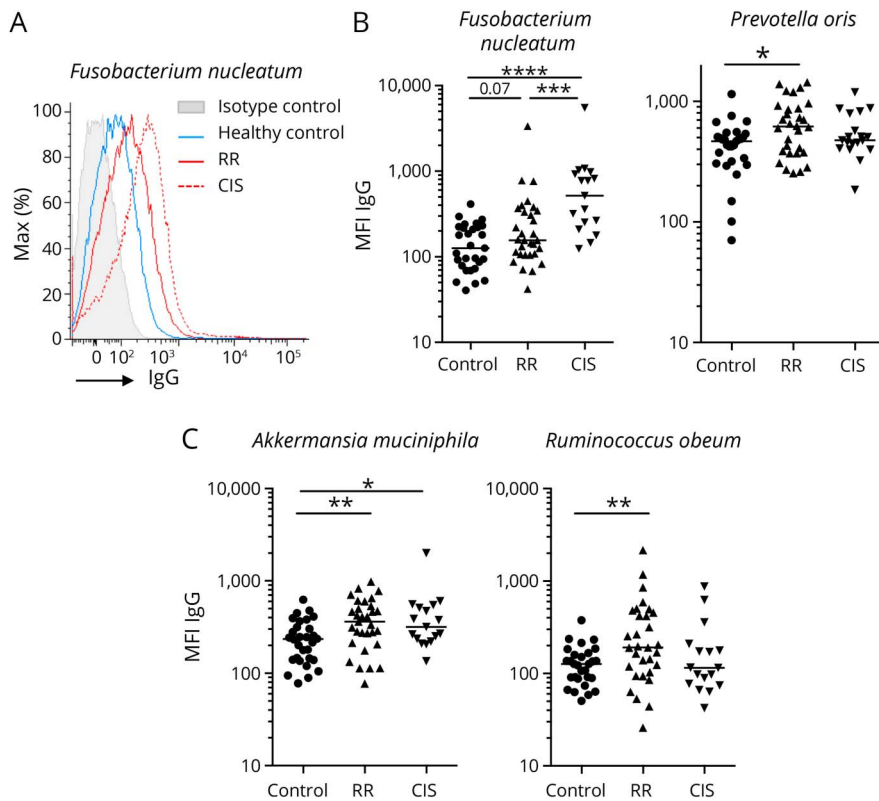 A
Fusobacterium nucleatum
Isotype control
Healthy control
RR
CIS
Max (%)
100
80
60
40
20
0
0 10² 10³ 10⁴ 10⁵
IgG
B
Fusobacterium
nucleatum
MFI IgG
10,000
1,000
100
10
****
0.07 ***
Control RR CIS
Prevotella oris
1,000
100
10
*
Control RR CIS
C
Akkermansia muciniphila
MFI IgG
10,000
1,000
100
10
*
**
Control RR CIS
Ruminococcus obeum
10,000
1,000
100
10
**
Control RR CIS